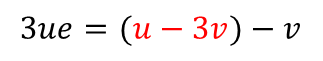 3𝑢𝑒 = (𝑢 − 3𝑣) − 𝑣